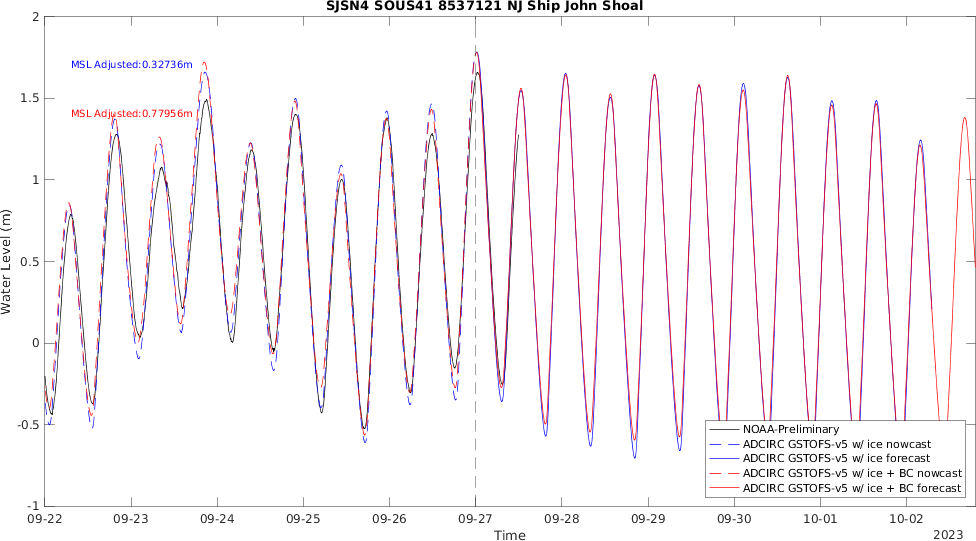 SJSN4 SOUS41 8537121 NJ Ship John Shoal
2
1.5
1
0.5
0
-0.5
-1
Water Level (m)
MSL Adjusted:0.32736m
MSL Adjusted:0.77956m
NOAA-Preliminary
ADCIRC GSTOFS-v5 w/ ice nowcast
ADCIRC GSTOFS-v5 w/ ice forecast
ADCIRC GSTOFS-v5 w/ ice + BC nowcast
ADCIRC GSTOFS-v5 w/ ice + BC forecast
09-22 09-23 09-24 09-25 09-26 09-27 09-28 09-29 09-30 10-01 10-02
Time
2023